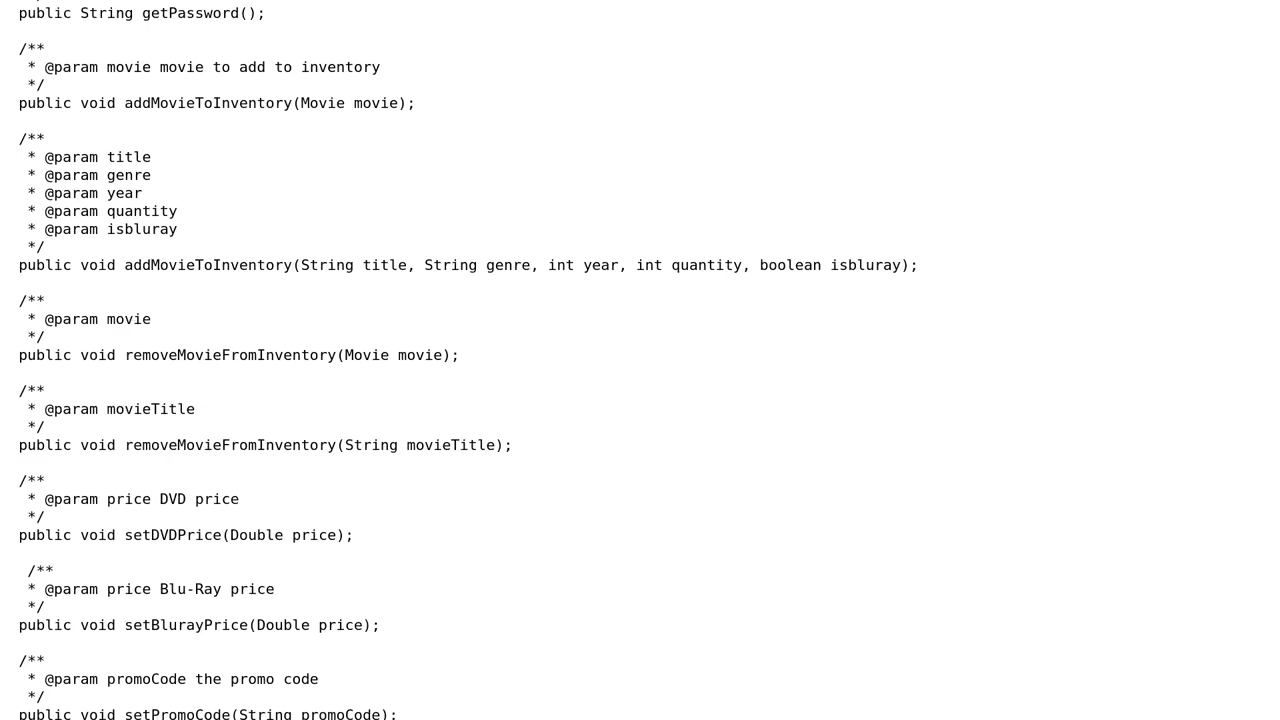 public String getPassword();
/**
* @param movie movie to add to inventory
*/
public void addMovieToInventory(Movie movie);
/**
* @param title
* @param genre
* @param year
* @param quantity
* @param isbluray
*/
public void addMovieToInventory(String title, String genre, int year, int quantity, boolean isbluray);
/**
* @param movie
*/
public void removeMovieFromInventory(Movie movie);
/**
* @param movieTitle
*/
public void removeMovieFromInventory(String movieTitle);
/**
* @param price DVD price
*/
public void setDVDPrice(Double price);
/**
* @param price Blu-Ray price
*/
public void setBlurayPrice(Double price);
/**
* @param promoCode the promo code
*/
public void setPromoCode(String promoCode);